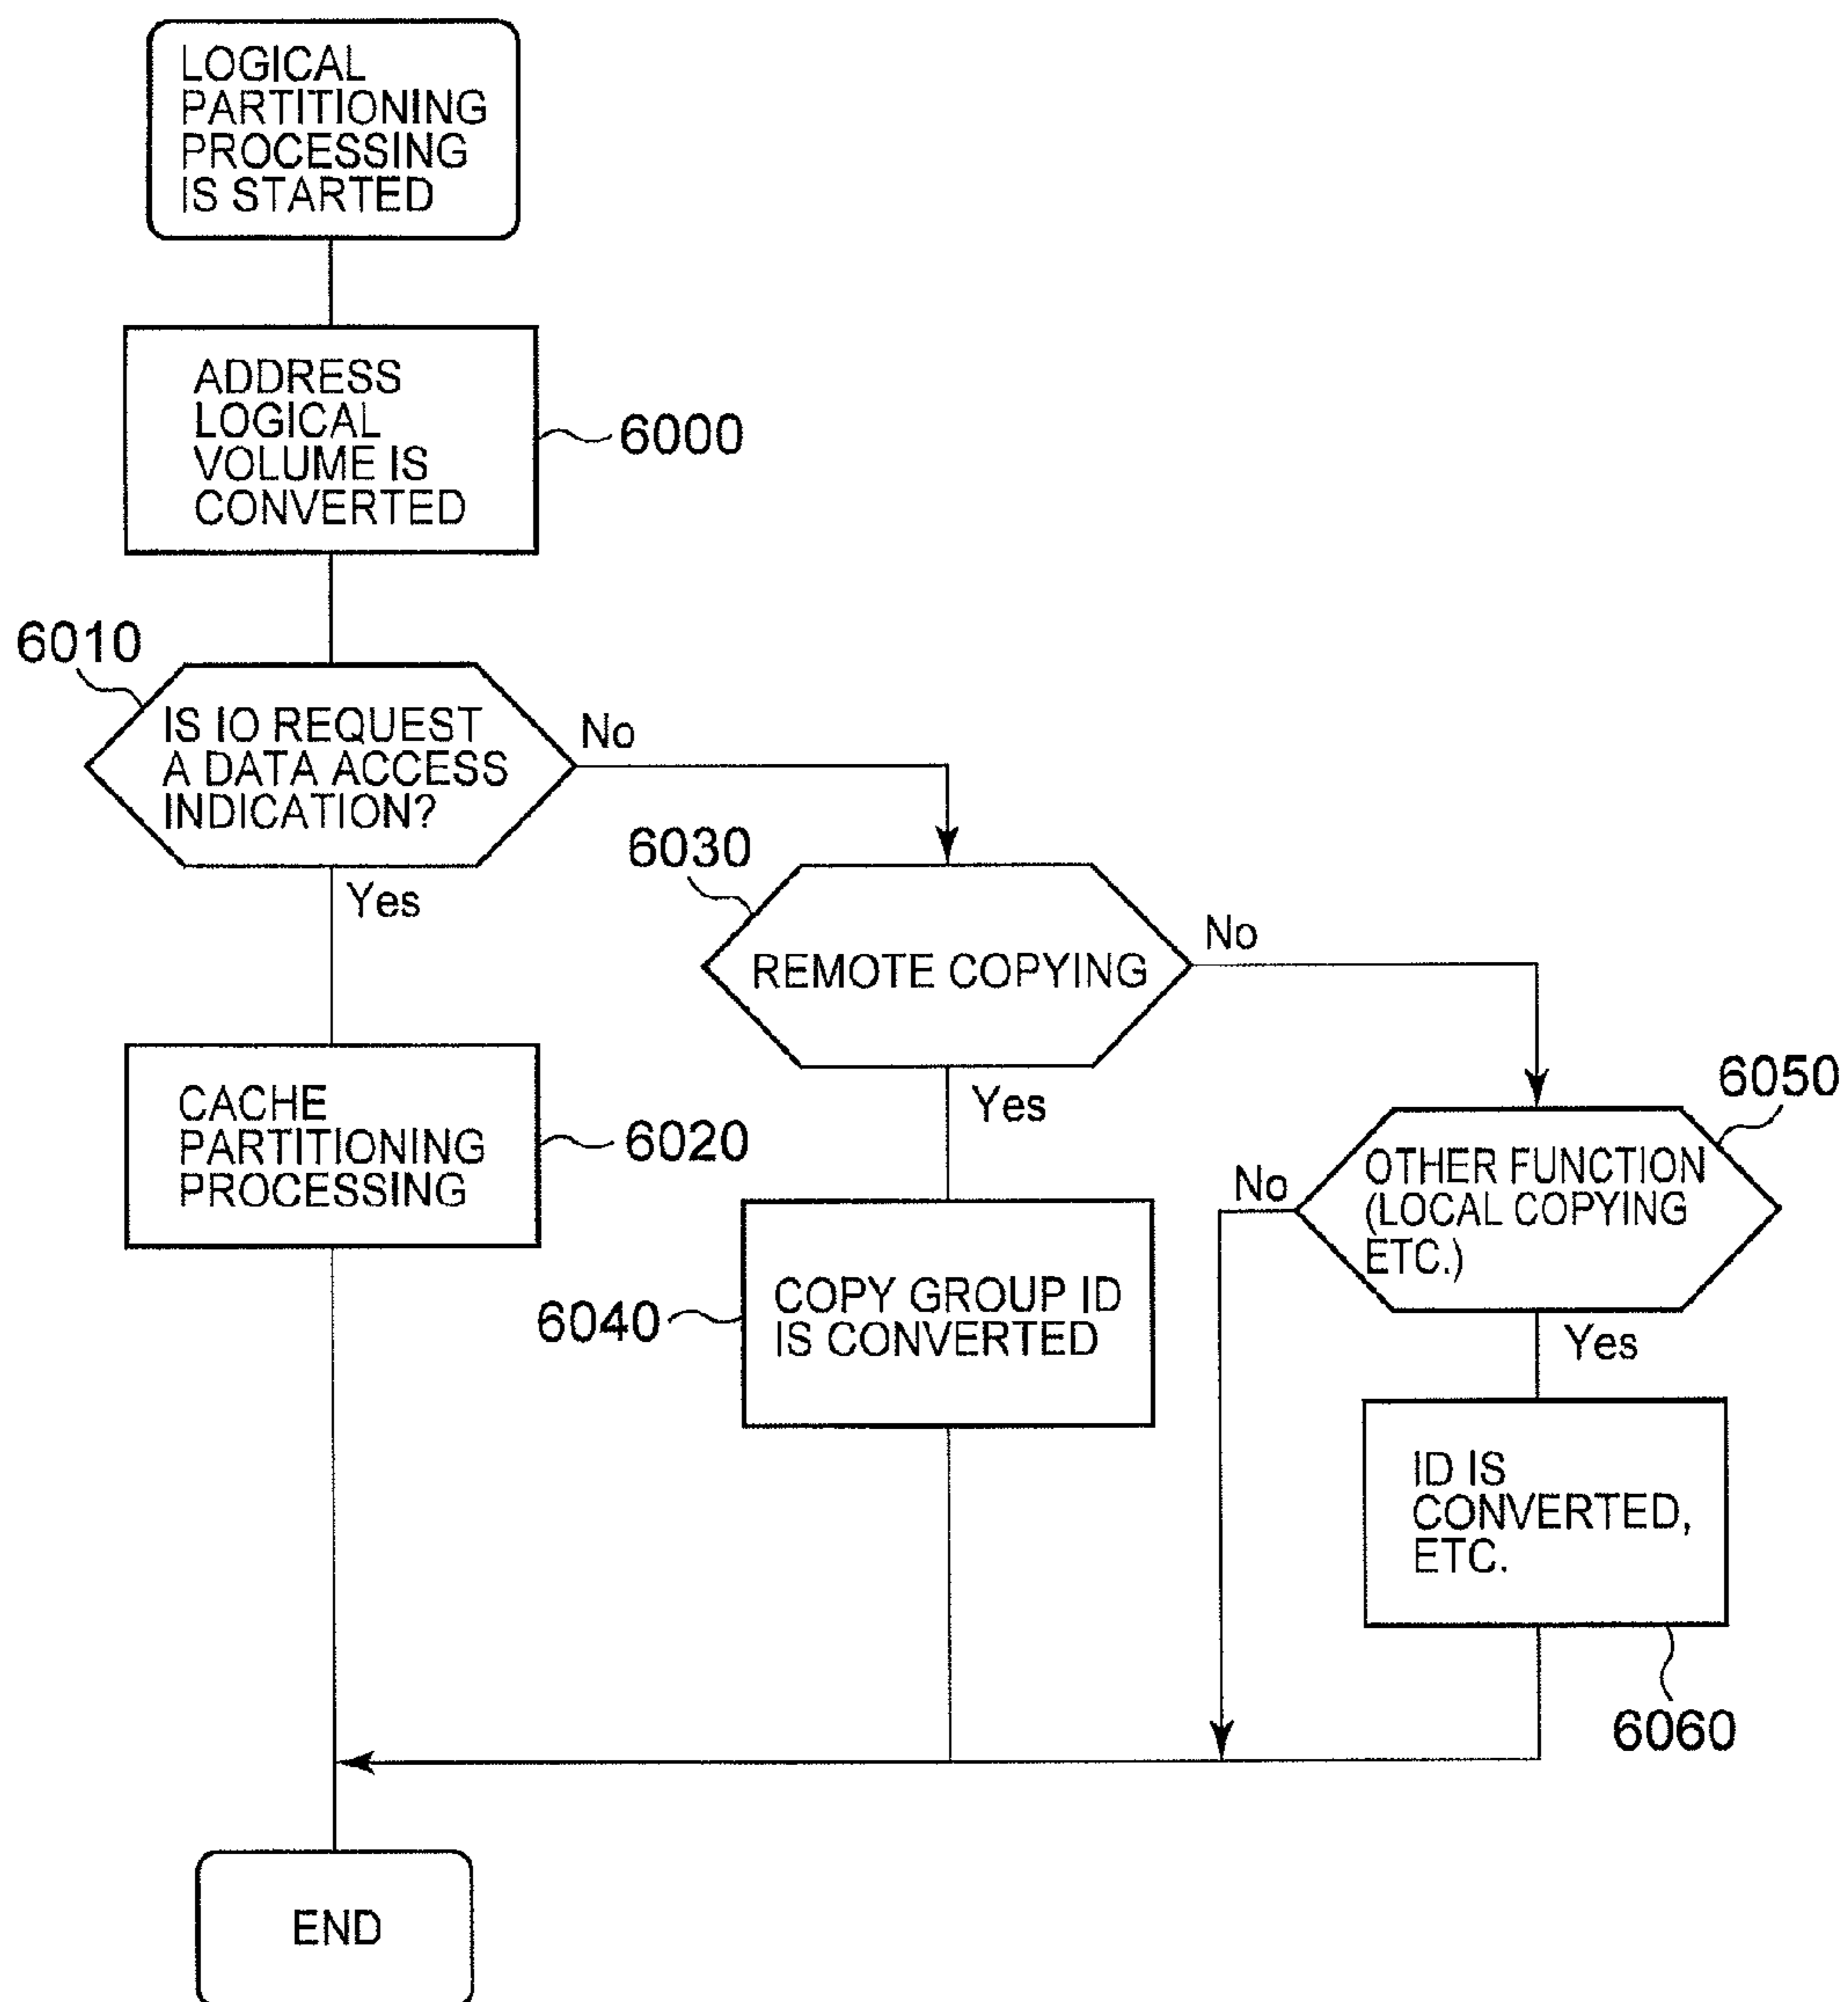 LOGICAL
PARTITIONING
PROCESSING
IS STARTED
ADDRESS
LOGICAL
VOLUME IS
CONVERTED
6000
6010
IS IO REQUEST
A DATA ACCESS
INDICATION?
No
Yes
6030
REMOTE COPYING
No
Yes
CACHE
PARTITIONING
PROCESSING
6020
6050
OTHER FUNCTION
(LOCAL COPYING
ETC.)
No
Yes
6040
COPY GROUP ID
IS CONVERTED
ID IS
CONVERTED,
ETC.
6060
END